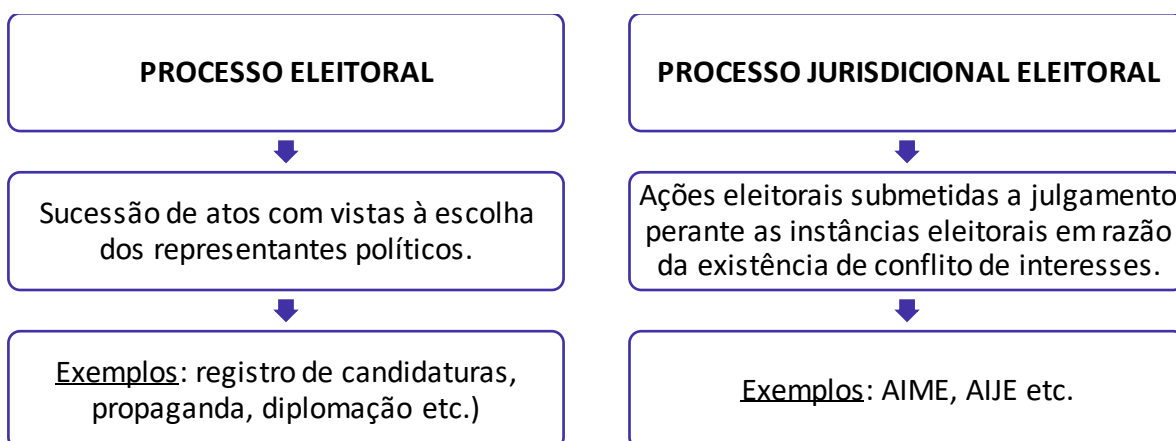 PROCESSO ELEITORAL
Sucessão de atos com vistas à escolha
dos representantes políticos.
Exemplos: registro de candidaturas,
propaganda, diplomação etc.)
PROCESSO JURISDICIONAL ELEITORAL
Ações eleitorais submetidas a julgamento
perante as instâncias eleitorais em razão
da existência de conflito de interesses.
Exemplos: AIME, AIJE etc.